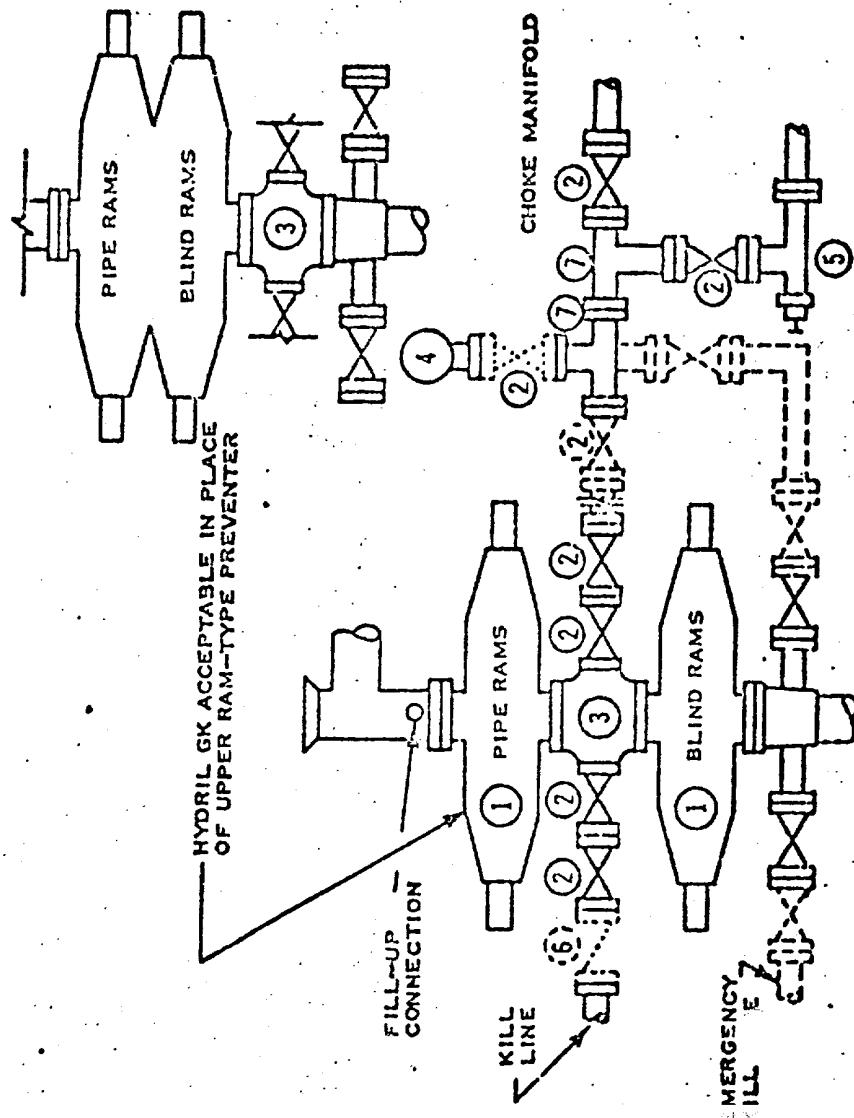 PIPE RAMS
BLIND RAMS
3
HYDRIL GK ACCEPTABLE IN PLACE
OF UPPER RAM-TYPE PREVENTER
FILL-UP
CONNECTION
KILL
LINE
MERGENCY
ILL
E
1
PIPE RAMS
6
2
2
3
2
2
2
1
BLIND RAMS
4
2
7
7
2
CHOKE MANIFOLD
2
5